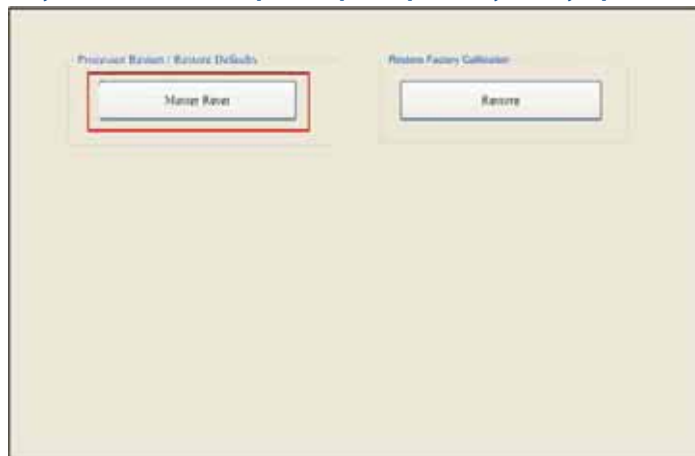 Processor Restart / Restore Defaults
Master Reset
Restore Factory Calibration
Restore